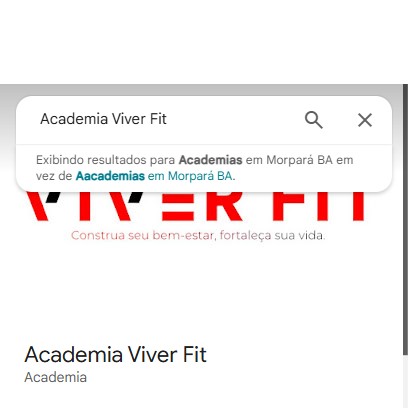 Academia Viver Fit
Exibindo resultados para Academias em Morpará BA em
vez de Aacademias em Morpará BA.
VIVER FIT
Construa seu bem-estar, fortaleça sua vida.
Academia Viver Fit
Academia